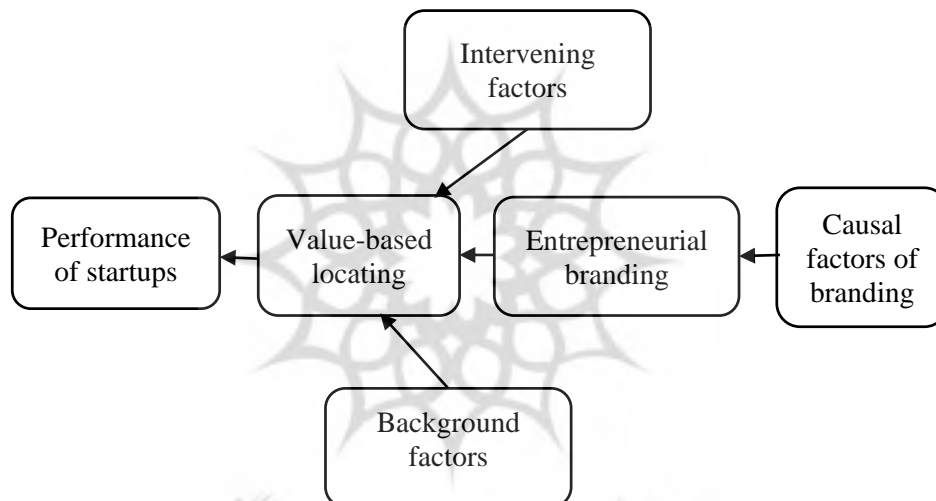 Intervening
factors
Performance
of startups
Value-based
locating
Entrepreneurial
branding
Causal
factors of
branding
Background
factors